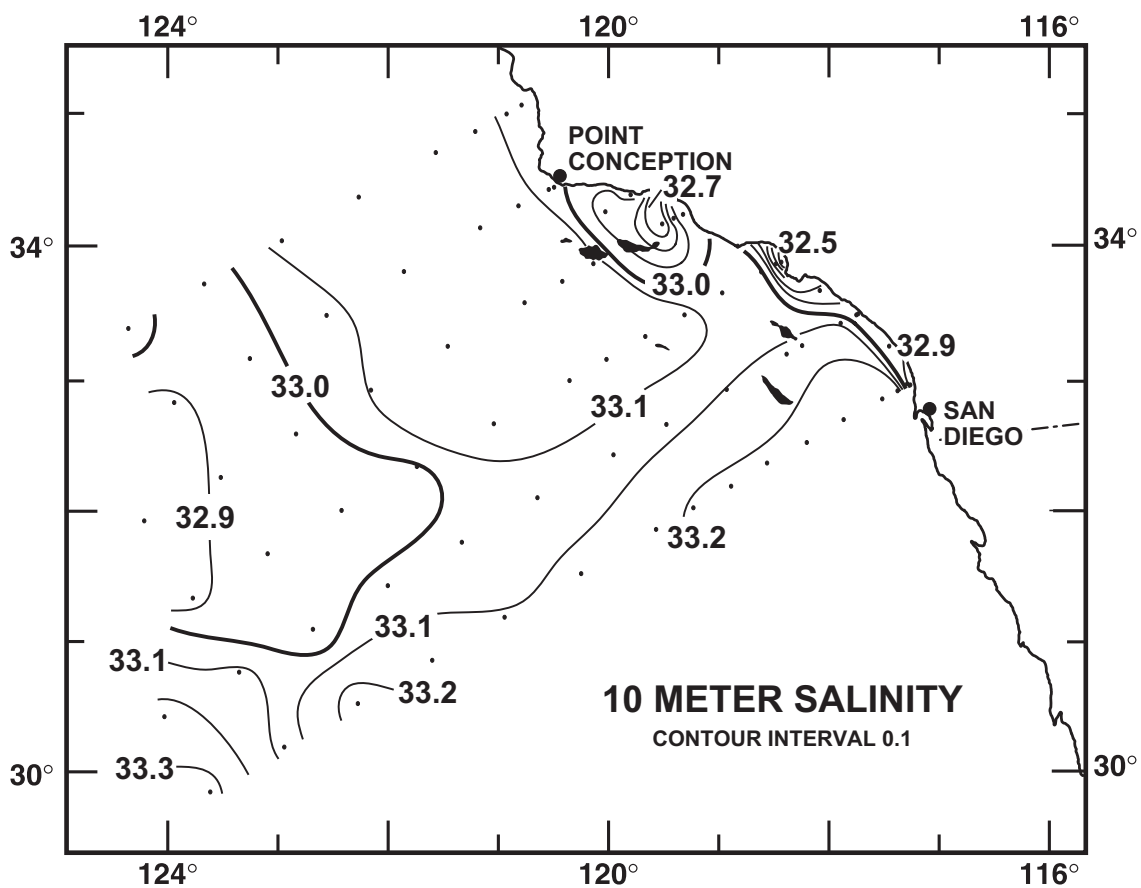 124° 120° 116°
POINT
CONCEPTION
32.7
34° 32.5 34°
33.0
32.9
33.0
33.1
SAN
DIEGO
32.9
33.2
33.1
33.1
33.2
10 METER SALINITY
CONTOUR INTERVAL 0.1
33.3
30° 30°
124° 120° 116°